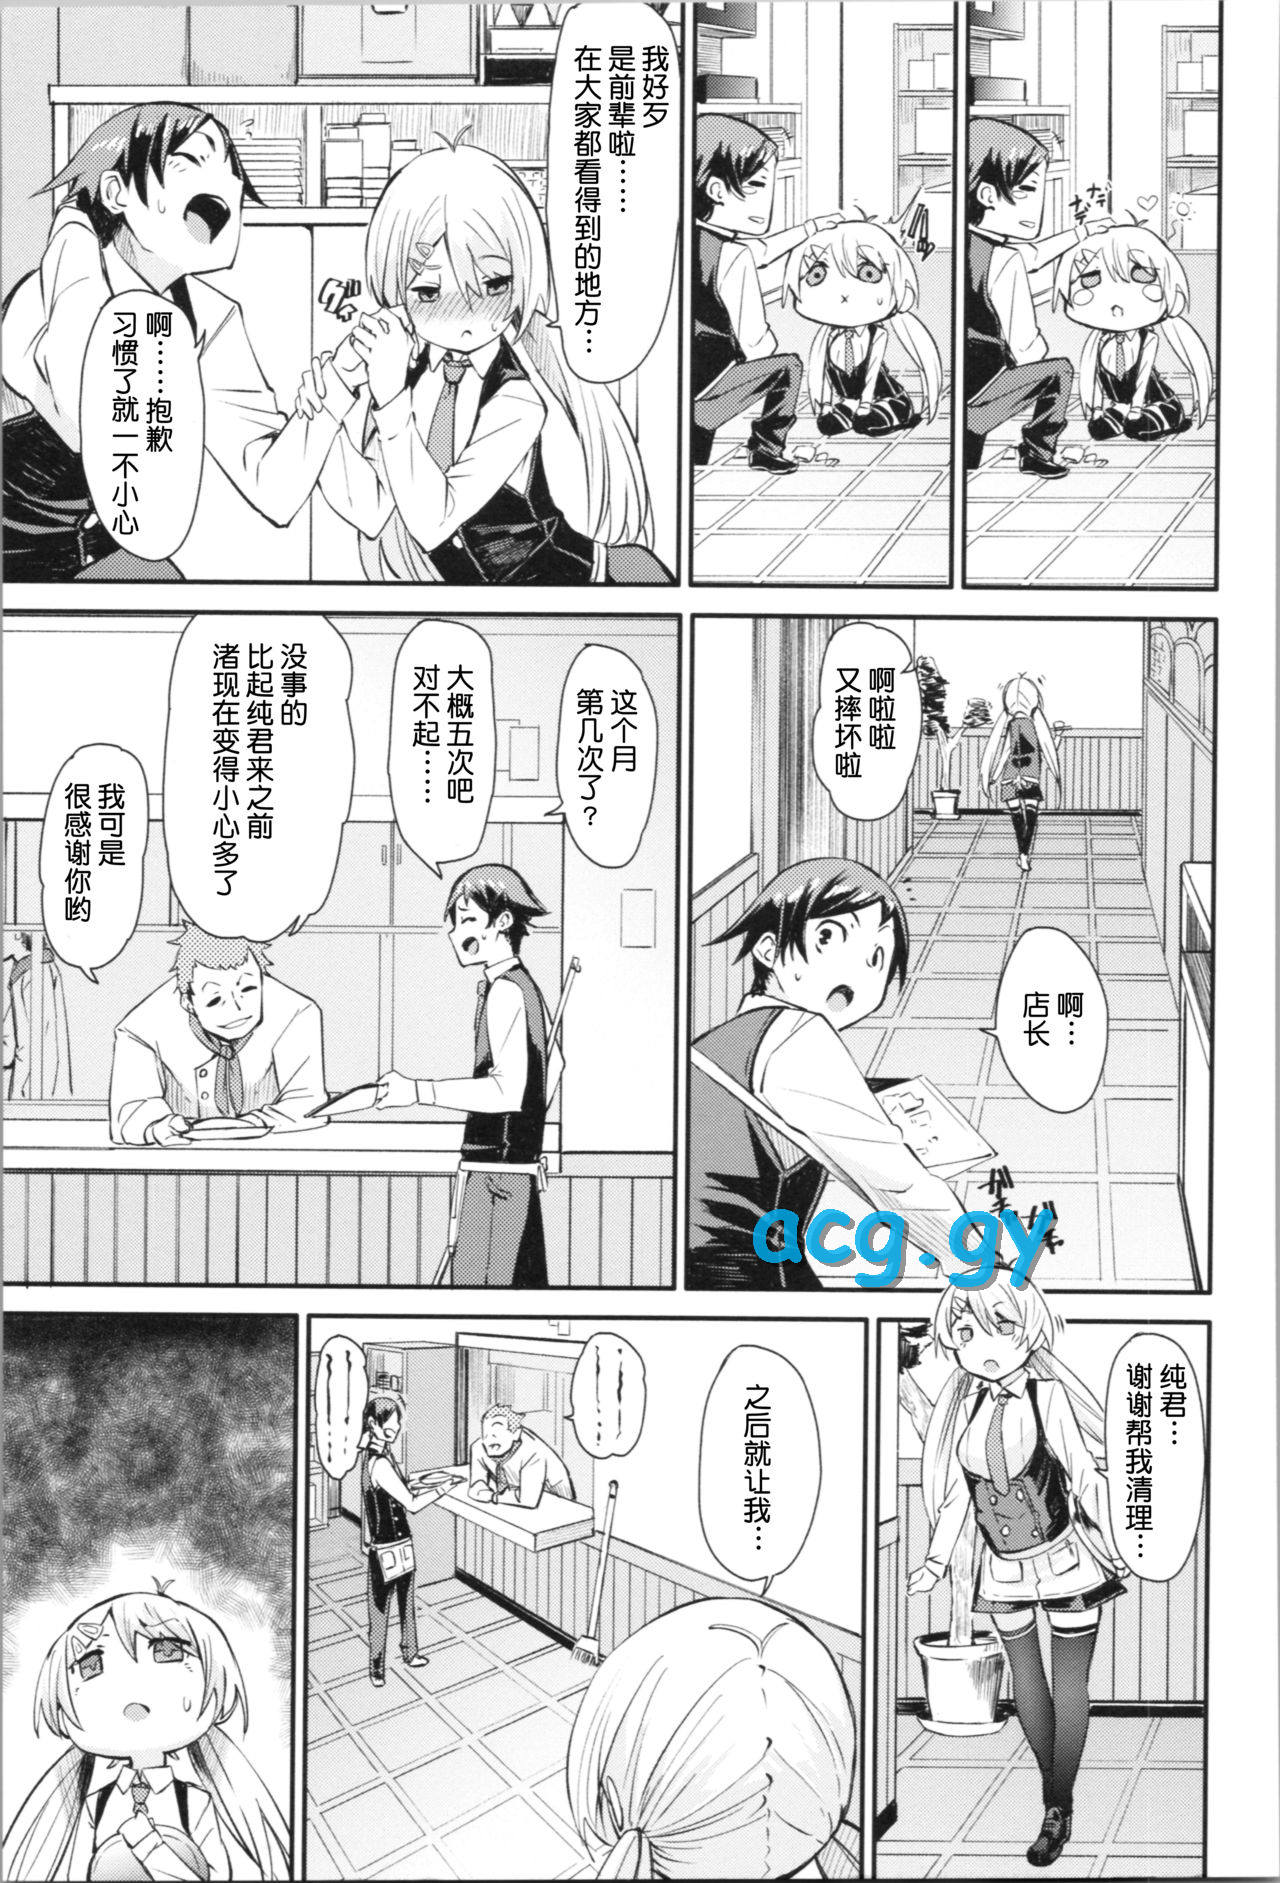 ナデ
ナデ
我好歹
是前辈啦……
在大家都看得到的地方…
啊……抱歉
习惯了就一不小心
啊啦啦
又摔坏啦
啊…
店长
这个月
第几次了？
大概五次吧
对不起……
没事的
比起纯君来之前
渚现在变得小心多了
我可是
很感谢你哟
纯君…
谢谢帮我清理…
之后就让我…
acg.gy